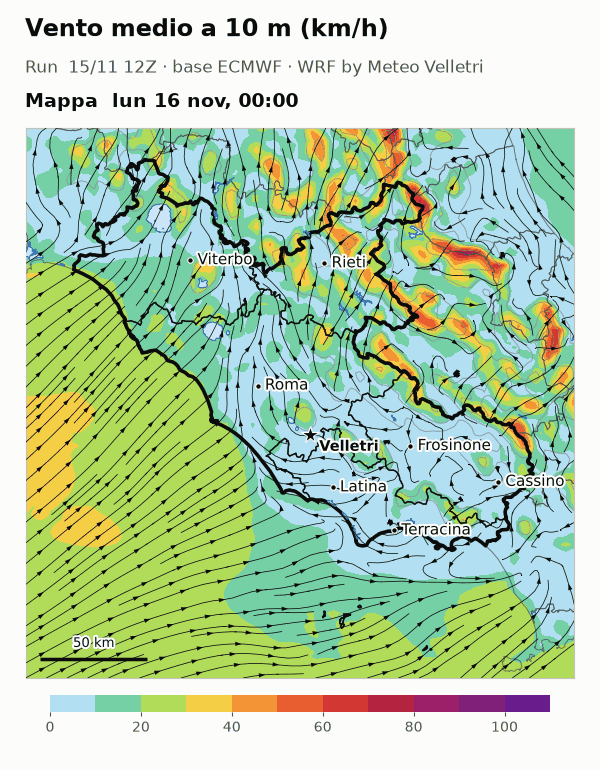 Vento medio a 10 m (km/h)
Run  15/11 12Z · base ECMWF · WRF by Meteo Velletri
Mappa  lun 16 nov, 00:00
Viterbo
Rieti
Roma
Velletri
Frosinone
Latina
Cassino
Terracina
50 km
0 20 40 60 80 100